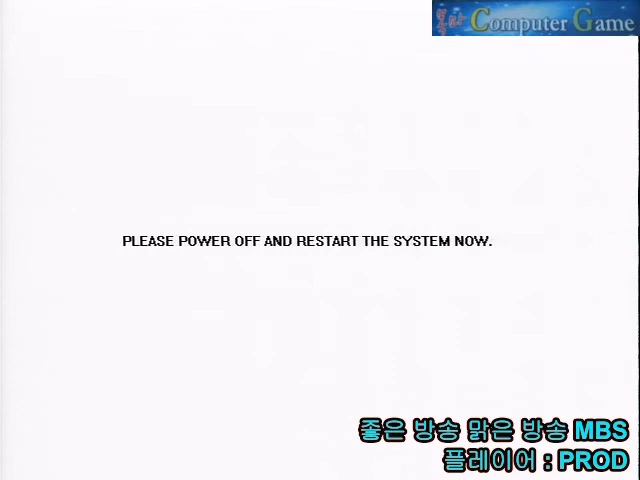 Computer Game
PLEASE POWER OFF AND RESTART THE SYSTEM NOW.
좋은 방송 맑은 방송 MBS
플레이어 : PROD